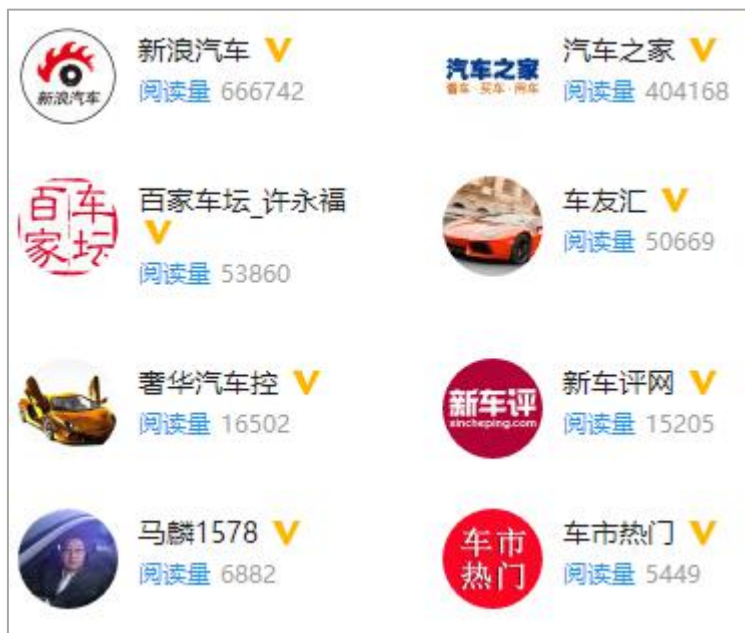 新浪汽车 V
阅读量 666742
新浪汽车
汽车之家 V
阅读量 404168
汽车之家
看车·买车·用车
百家车坛_许永福
V
阅读量 53860
百车
家坛
车友汇 V
阅读量 50669
奢华汽车控 V
阅读量 16502
新车评网 V
阅读量 15205
新车评
xincheping.com
马麟1578 V
阅读量 6882
车市热门 V
阅读量 5449
车市
热门